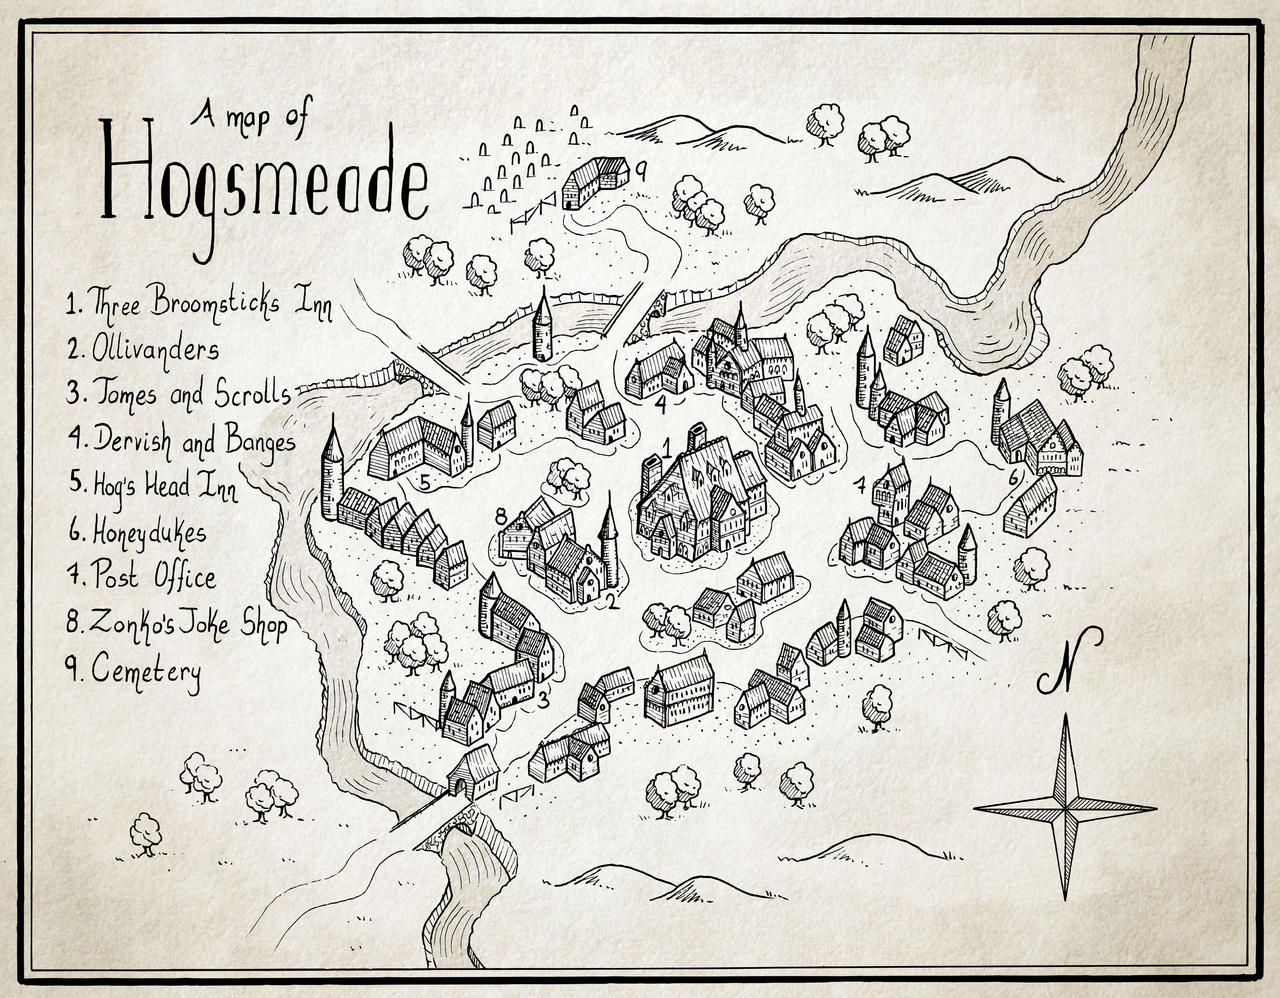 A map of
Hogsmeade
1. Three Broomsticks Inn
2. Ollivanders
3. Tomes and Scrolls
4. Dervish and Banges
5. Hog's Head Inn
6. Honeydukes
7. Post Office
8. Zonko's Joke Shop
9. Cemetery
9
4
1
5
6
7
8
2
3
N